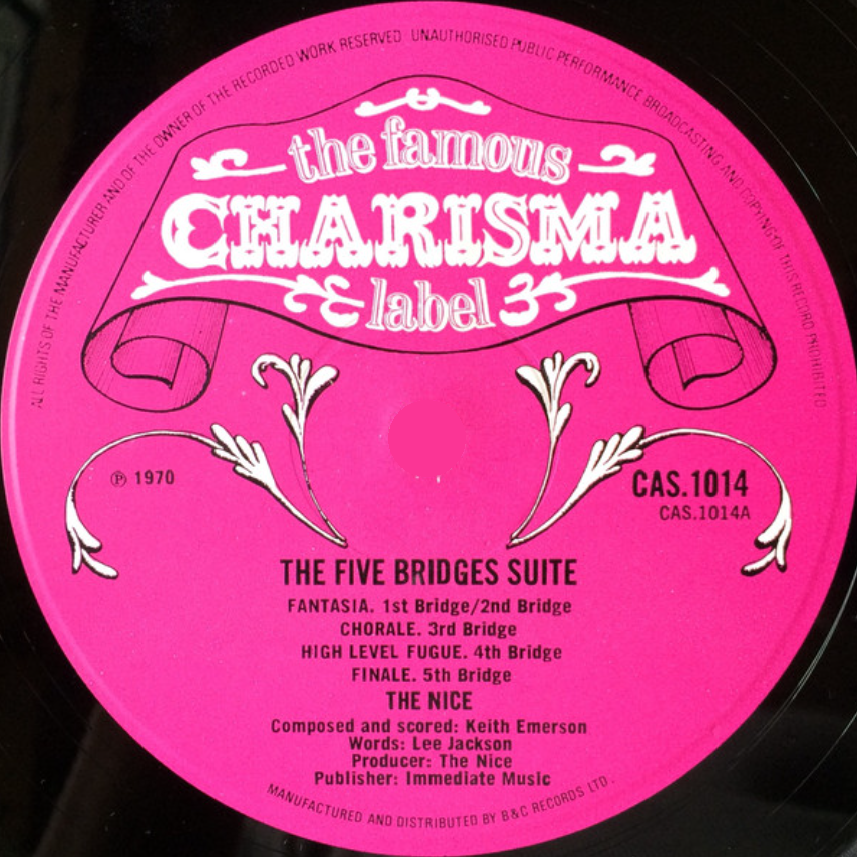 ALL RIGHTS OF THE MANUFACTURER AND OF THE OWNER OF THE RECORDED WORK RESERVED UNAUTHORISED PUBLIC PERFORMANCE BROADCASTING AND COPYING OF THIS RECORD PROHIBITED
the famous
CHARISMA
label
℗ 1970
CAS.1014
CAS.1014A
THE FIVE BRIDGES SUITE
FANTASIA. 1st Bridge/2nd Bridge
CHORALE. 3rd Bridge
HIGH LEVEL FUGUE. 4th Bridge
FINALE. 5th Bridge
THE NICE
Composed and scored: Keith Emerson
Words: Lee Jackson
Producer: The Nice
Publisher: Immediate Music
MANUFACTURED AND DISTRIBUTED BY B&C RECORDS LTD.